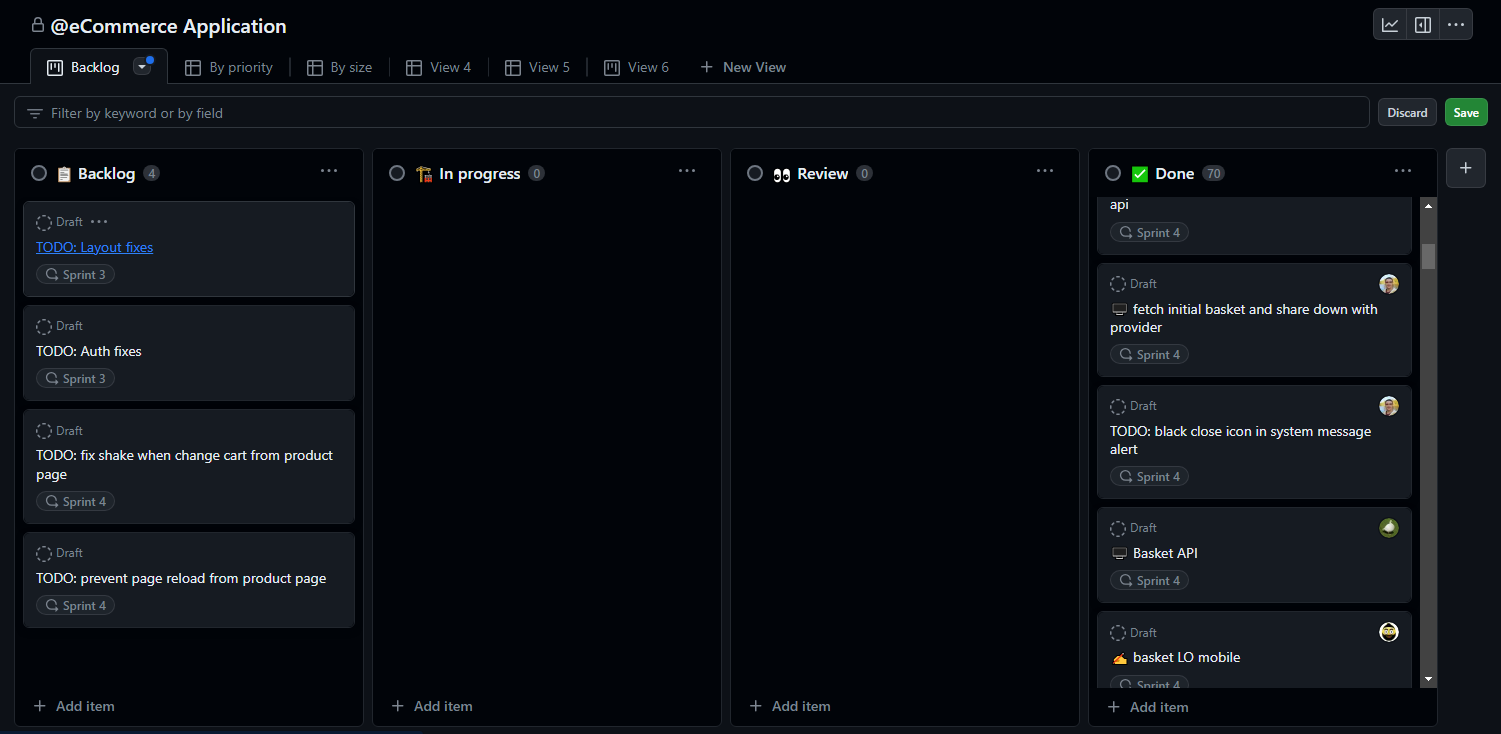 @eCommerce Application
Backlog
By priority
By size
View 4
View 5
View 6
New View
Filter by keyword or by field
Discard
Save
Backlog 4
Draft
TODO: Layout fixes
Sprint 3
Draft
TODO: Auth fixes
Sprint 3
Draft
TODO: fix shake when change cart from product
page
Sprint 4
Draft
TODO: prevent page reload from product page
Sprint 4
Add item
In progress 0
Add item
Review 0
Add item
Done 70
api
Sprint 4
Draft
fetch initial basket and share down with
provider
Sprint 4
Draft
TODO: black close icon in system message
alert
Sprint 4
Draft
Basket API
Sprint 4
Draft
basket LO mobile
Sprint 4
Add item